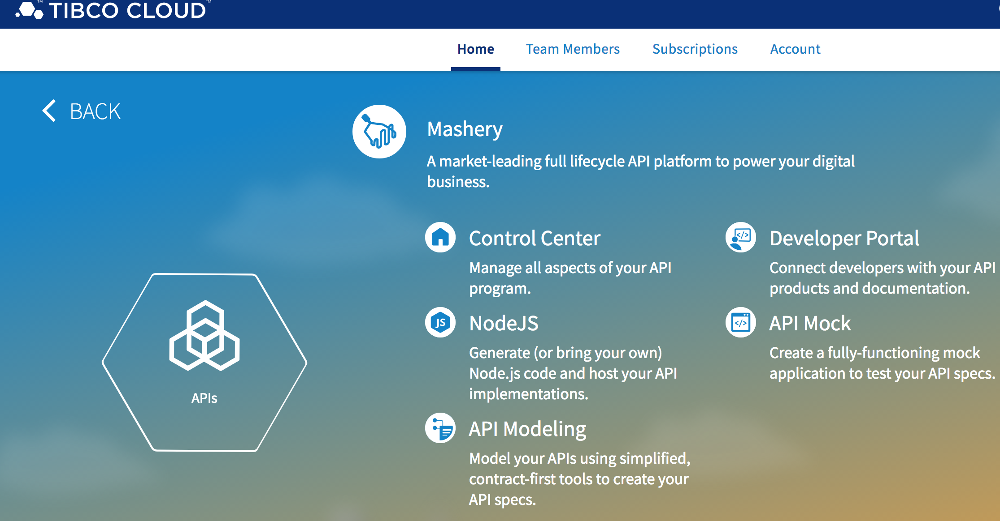 TIBCO CLOUD™
Home Team Members Subscriptions Account
BACK
Mashery
A market-leading full lifecycle API platform to power your digital
business.
Control Center
Manage all aspects of your API
program.
Developer Portal
Connect developers with your API
products and documentation.
NodeJS
JS
Generate (or bring your own)
Node.js code and host your API
implementations.
API Mock
</>
Create a fully-functioning mock
application to test your API specs.
API Modeling
Model your APIs using simplified,
contract-first tools to create your
API specs.
APIs